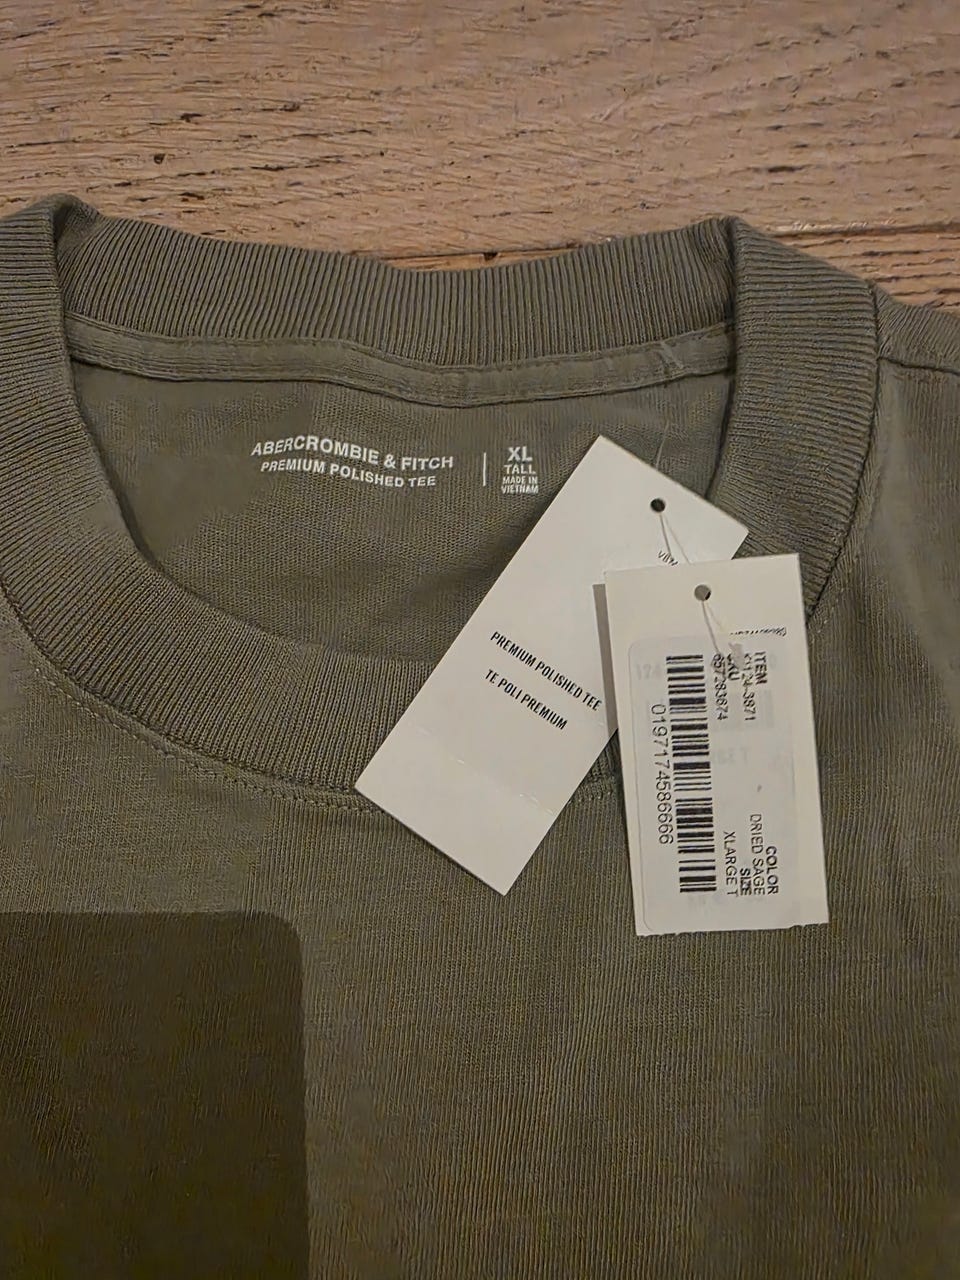 ABERCROMBIE & FITCH
PREMIUM POLISHED TEE
XL
TALL
MADE IN
VIETNAM
PREMIUM POLISHED TEE
TE POLI PREMIUM
ITEM
SKU
657283674
0197174586666
COLOR
DRIED SAGE
SIZE
XLARGE T